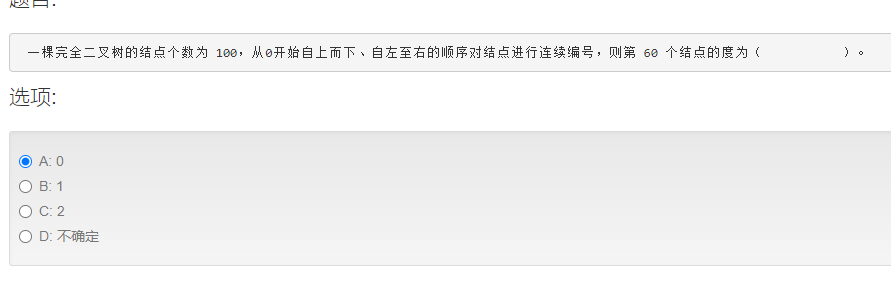 题目:
一棵完全二叉树的结点个数为 100，从0开始自上而下、自左至右的顺序对结点进行连续编号，则第 60 个结点的度为（          ）。
选项:
A: 0
B: 1
C: 2
D: 不确定